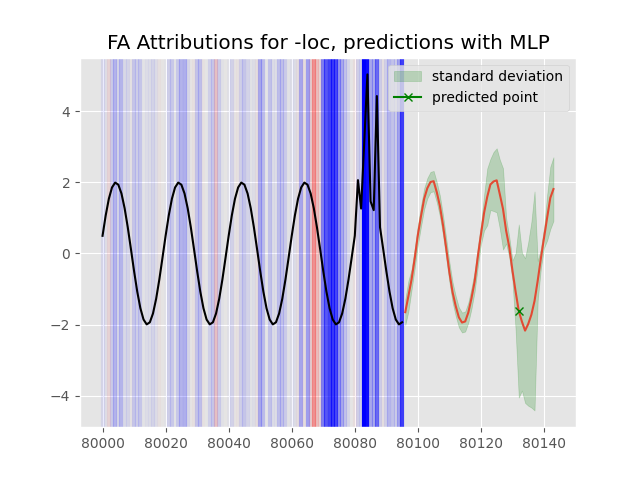 FA Attributions for -loc, predictions with MLP
standard deviation
predicted point
4
2
0
−2
−4
80000 80020 80040 80060 80080 80100 80120 80140